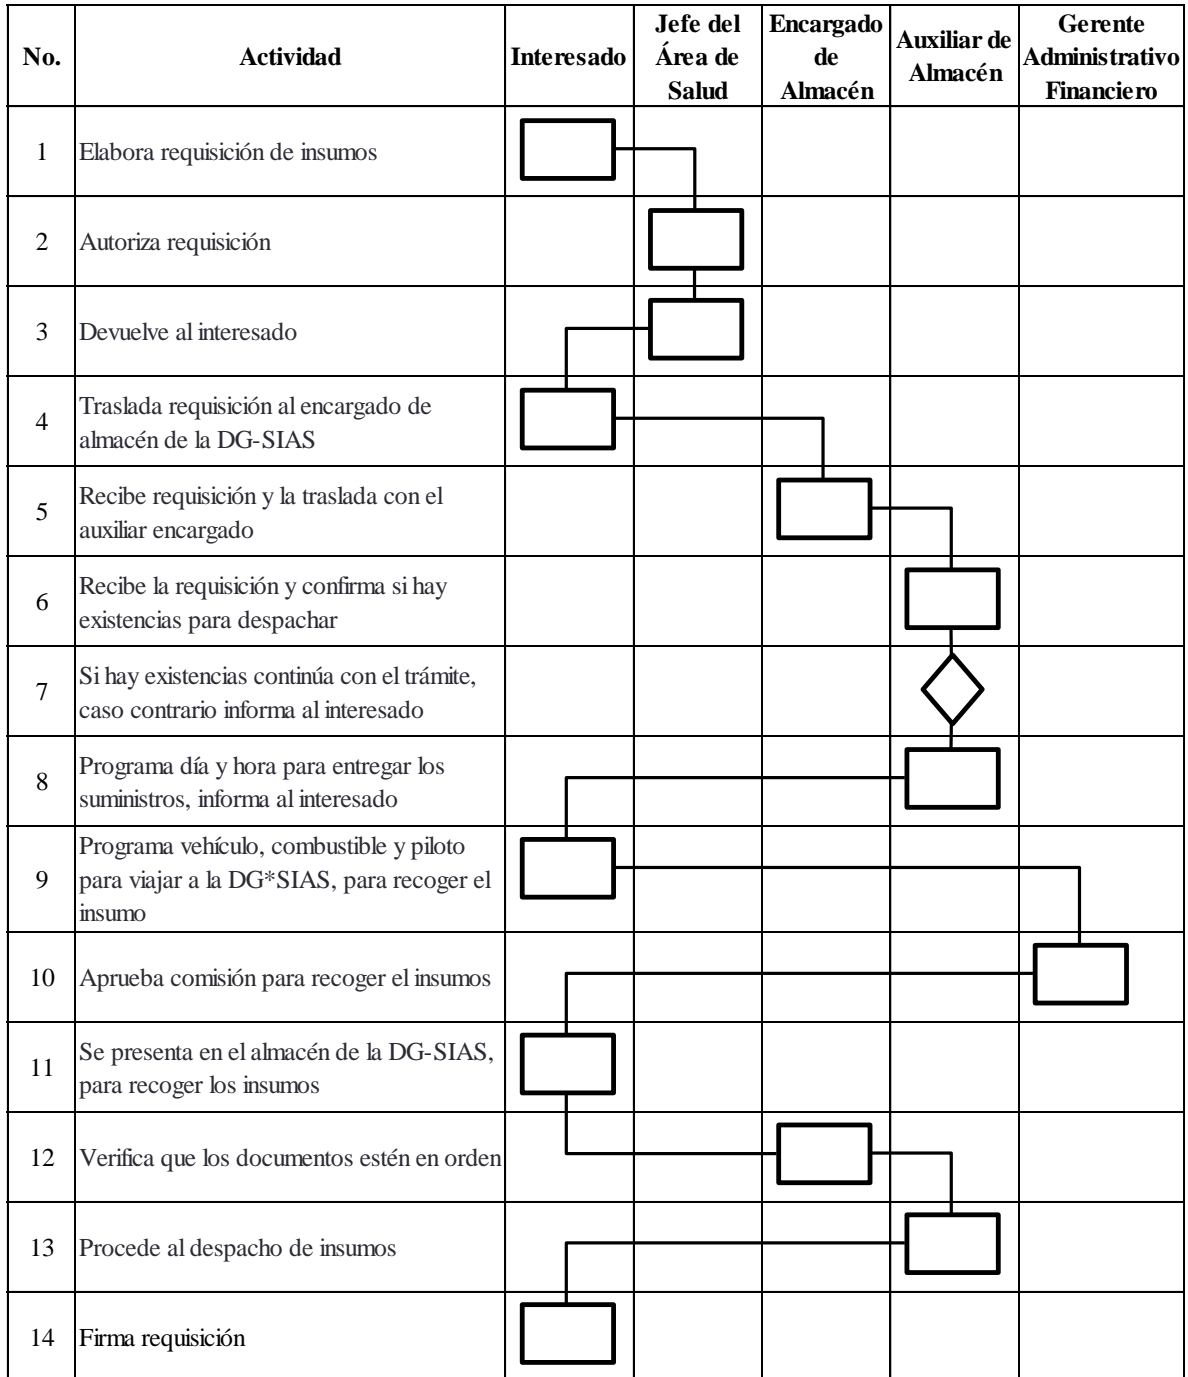 No.
Actividad
Interesado
Jefe del
Área de
Salud
Encargado
de
Almacén
Auxiliar de
Almacén
Gerente
Administrativo
Financiero
1
Elabora requisición de insumos
2
Autoriza requisición
3
Devuelve al interesado
4
Traslada requisición al encargado de
almacén de la DG-SIAS
5
Recibe requisición y la traslada con el
auxiliar encargado
6
Recibe la requisición y confirma si hay
existencias para despachar
7
Si hay existencias continúa con el trámite,
caso contrario informa al interesado
8
Programa día y hora para entregar los
suministros, informa al interesado
9
Programa vehículo, combustible y piloto
para viajar a la DG*SIAS, para recoger el
insumo
10
Aprueba comisión para recoger el insumos
11
Se presenta en el almacén de la DG-SIAS,
para recoger los insumos
12
Verifica que los documentos estén en orden
13
Procede al despacho de insumos
14
Firma requisición